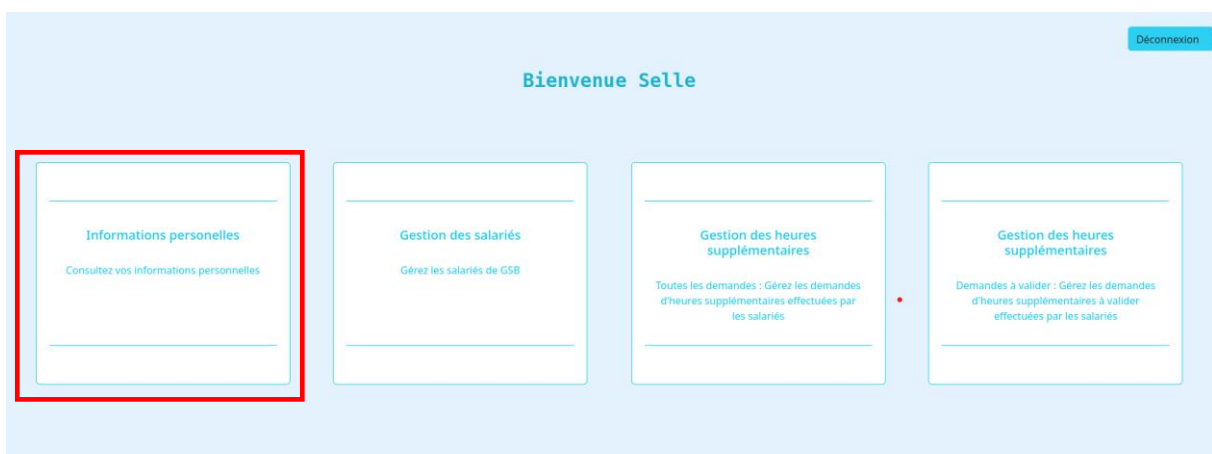 Déconnexion
Bienvenue Selle
Informations personelles
Consultez vos informations personnelles
Gestion des salariés
Gérez les salariés de GSB
Gestion des heures
supplémentaires
Toutes les demandes : Gérez les demandes
d'heures supplémentaires effectuées par
les salariés
Gestion des heures
supplémentaires
Demandes à valider : Gérez les demandes
d'heures supplémentaires à valider
effectuées par les salariés